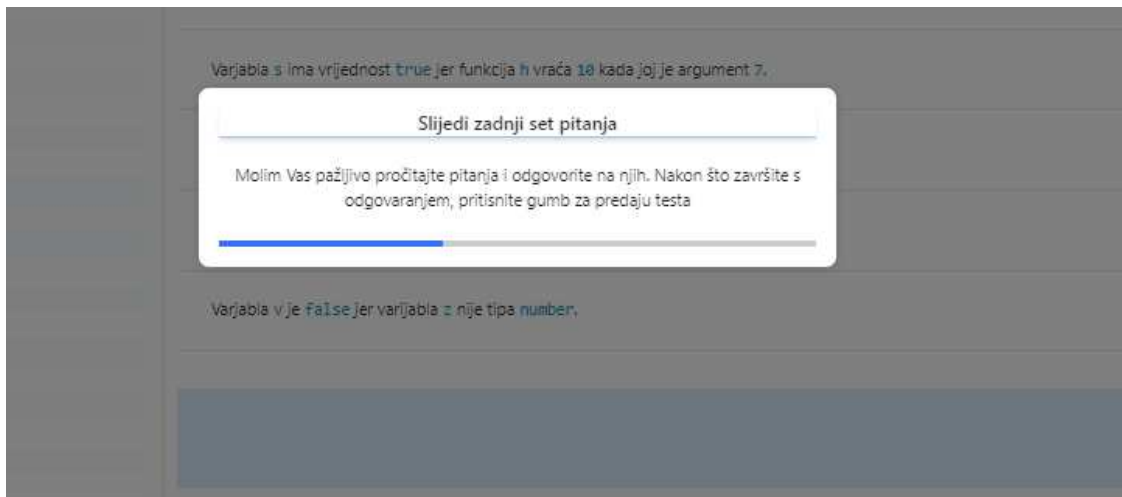 Varjabla s ima vrijednost true jer funkcija h vraća 10 kada joj je argument 7.
Slijedi zadnji set pitanja
Molim Vas pažljivo pročitajte pitanja i odgovorite na njih. Nakon što završite s
odgovaranjem, pritisnite gumb za predaju testa
Varjabla v je false jer varijabla z nije tipa number.